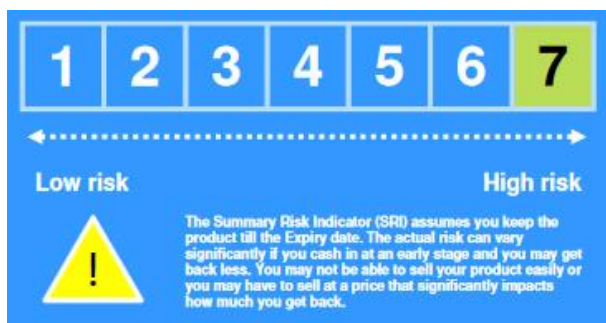 1 2 3 4 5 6 7
Low risk High risk
!
The Summary Risk Indicator (SRI) assumes you keep the
product till the Expiry date. The actual risk can vary
significantly if you cash in at an early stage and you may get
back less. You may not be able to sell your product easily or
you may have to sell at a price that significantly impacts
how much you get back.